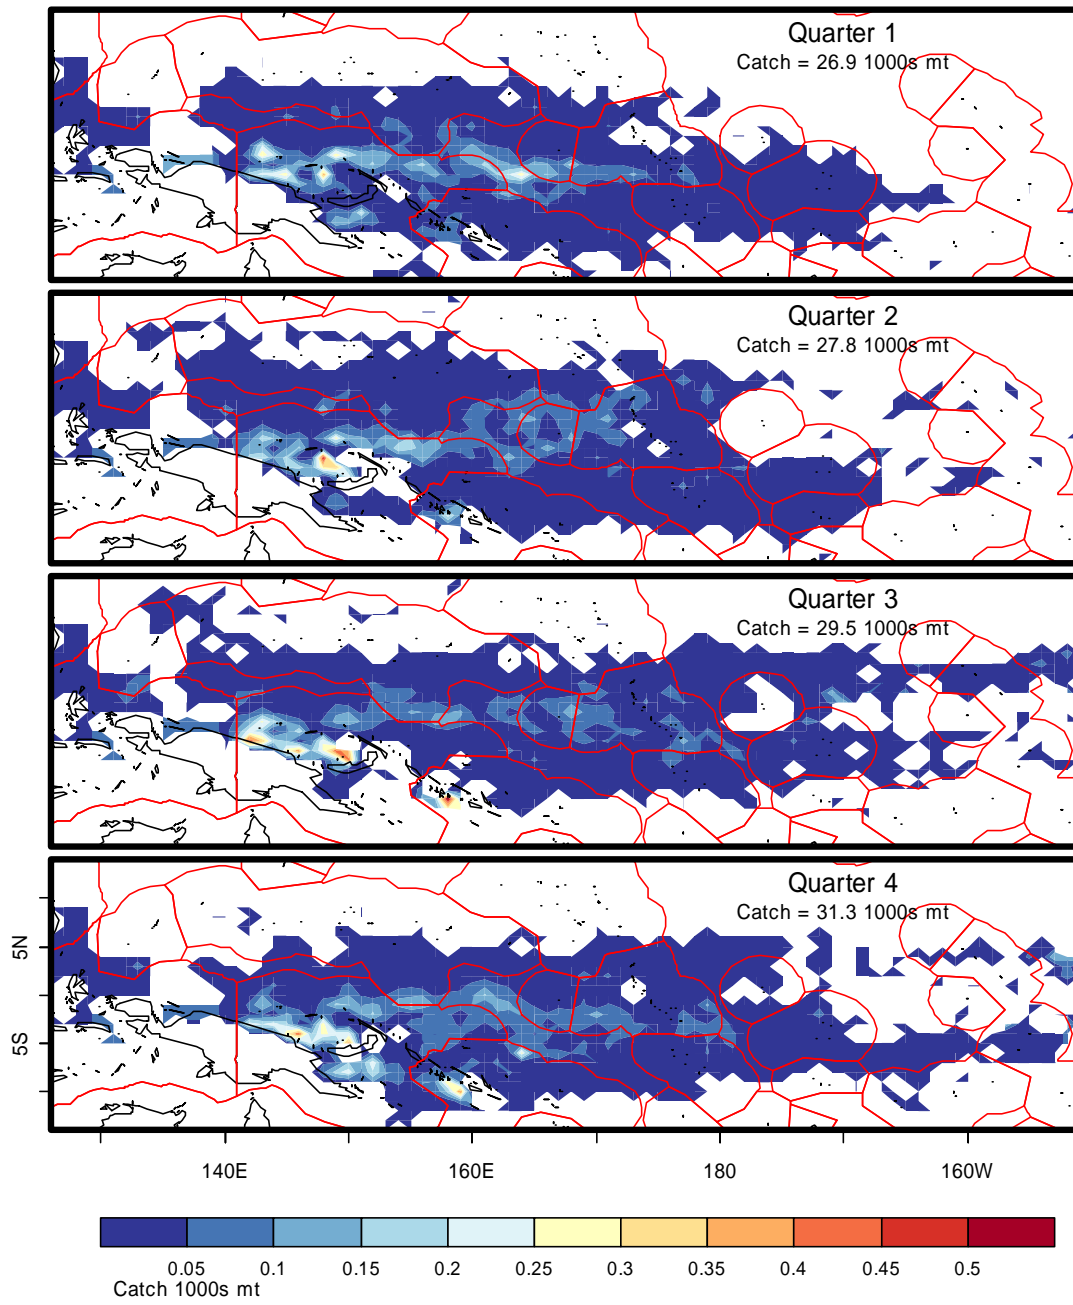 Quarter 1
Catch = 26.9 1000s mt
Quarter 2
Catch = 27.8 1000s mt
Quarter 3
Catch = 29.5 1000s mt
Quarter 4
Catch = 31.3 1000s mt
5N
5S
140E 160E 180 160W
0.05 0.1 0.15 0.2 0.25 0.3 0.35 0.4 0.45 0.5
Catch 1000s mt